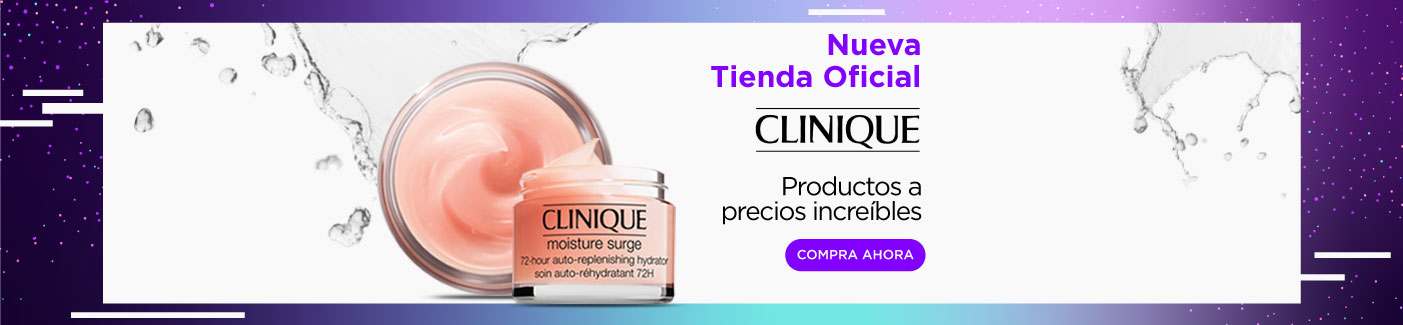 Nueva
Tienda Oficial
CLINIQUE
Productos a
precios increíbles
COMPRA AHORA
CLINIQUE
moisture surge
72-hour auto-replenishing hydrator
soin auto-réhydratant 72H